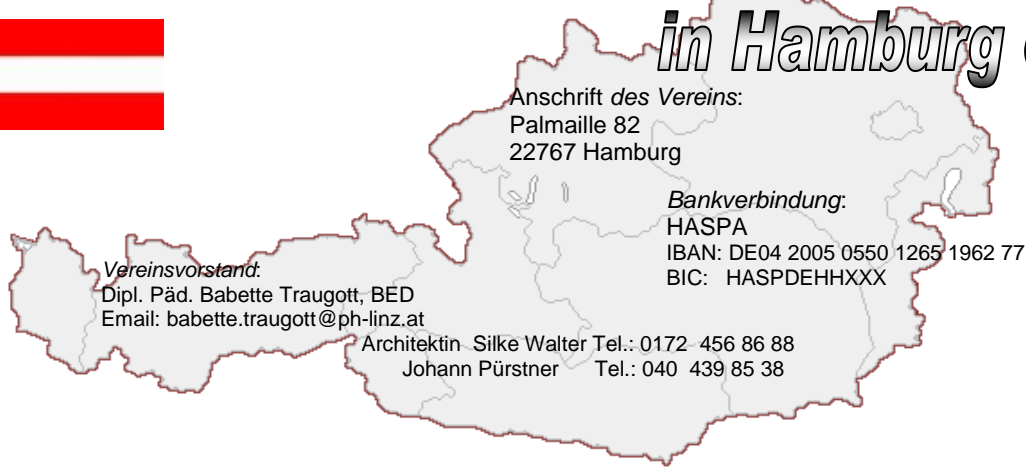 in Hamburg
Anschrift des Vereins:
Palmaille 82
22767 Hamburg
Bankverbindung:
HASPA
IBAN: DE04 2005 0550 1265 1962 77
BIC: HASPDEHHXXX
Vereinsvorstand:
Dipl. Päd. Babette Traugott, BED
Email: babette.traugott@ph-linz.at
Architektin Silke Walter Tel.: 0172 456 86 88
Johann Pürstner Tel.: 040 439 85 38